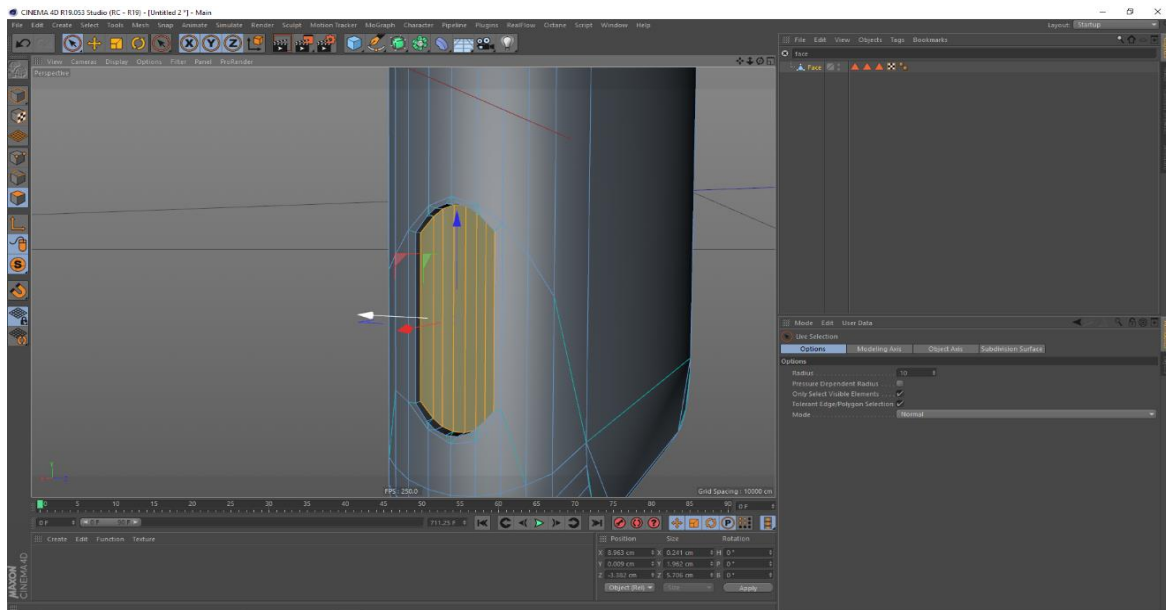 CINEMA 4D R19.053 Studio (RC - R19) - [Untitled 2 *] - Main
File Edit Create Select Tools Mesh Snap Animate Simulate Render Sculpt Motion Tracker MoGraph Character Pipeline Plugins RealFlow Octane Script Window Help
Layout: Startup
File Edit View Objects Tags Bookmarks
face
Face
View Cameras Display Options Filter Panel ProRender
Perspective
FPS : 250.0
Grid Spacing : 10000 cm
Mode Edit User Data
Live Selection
Options Modeling Axis Object Axis Subdivision Surface
Options
Radius 10
Pressure Dependent Radius
Only Select Visible Elements
Tolerant Edge/Polygon Selection
Mode Normal
0 5 10 15 20 25 30 35 40 45 50 55 60 65 70 75 80 85 90 0 F
0 F 0 F 90 F 711.25 F
Create Edit Function Texture
Position Size Rotation
X 8.963 cm X 0.241 cm H 0 °
Y 0.009 cm Y 1.962 cm P 0 °
Z -3.382 cm Z 5.706 cm B 0 °
Object (Rel) Size Apply
MAXON
CINEMA 4D